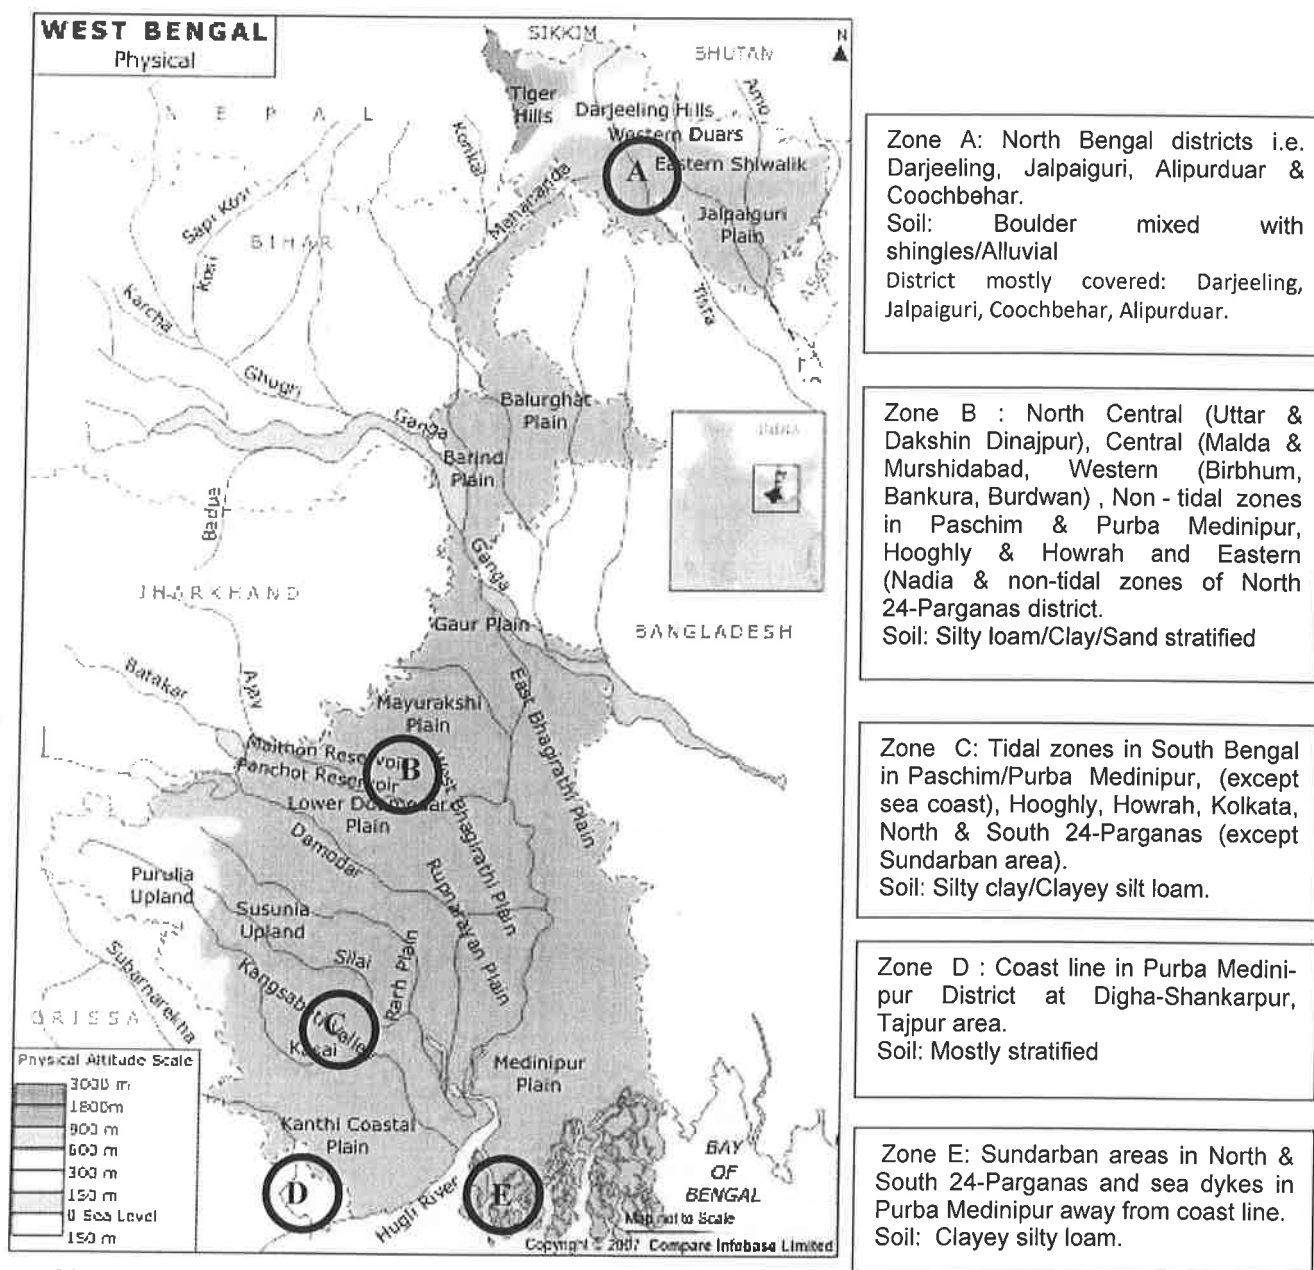 WEST BENGAL
Physical
SIKKIM
BHUTAN
N
NEPAL
Tiger
Hills
Darjeeling Hills
Western Duars
Amo
Konkai
A
Eastern Shiwalik
Mahananda
Jalpaiguri
Plain
Sapt Kosi
BIHAR
Kosi
ASSAM
Karcha
Tista
Ghugri
Balurghat
Plain
Ganga
Barind
Plain
INDIA
Badua
Ganga
JHARKHAND
Gaur Plain
BANGLADESH
Batakar
Ajay
East Bhagirathi Plain
Mayurakshi
Plain
Maithon Reservoir
B
Panchot Reservoir
West Bhagirathi Plain
Lower Domodar
Plain
Damodar
Rupnarayan Plain
Purulia
Upland
Susunia
Upland
Silai
Rarh Plain
Subarnarekha
Kangsabati Valley
ORISSA
C
Kasai
Medinipur
Plain
Physical Altitude Scale
3000 m
1800m
900 m
600 m
300 m
150 m
0 Sea Level
150 m
Kanthi Coastal
Plain
D
Hugli River
E
BAY
OF
BENGAL
Map not to Scale
Copyright © 2007 Compare Infobase Limited
Zone A: North Bengal districts i.e.
Darjeeling, Jalpaiguri, Alipurduar &
Coochbehar.
Soil: Boulder mixed with
shingles/Alluvial
District mostly covered: Darjeeling,
Jalpaiguri, Coochbehar, Alipurduar.
Zone B : North Central (Uttar &
Dakshin Dinajpur), Central (Malda &
Murshidabad, Western (Birbhum,
Bankura, Burdwan) , Non - tidal zones
in Paschim & Purba Medinipur,
Hooghly & Howrah and Eastern
(Nadia & non-tidal zones of North
24-Parganas district.
Soil: Silty loam/Clay/Sand stratified
Zone C: Tidal zones in South Bengal
in Paschim/Purba Medinipur, (except
sea coast), Hooghly, Howrah, Kolkata,
North & South 24-Parganas (except
Sundarban area).
Soil: Silty clay/Clayey silt loam.
Zone D : Coast line in Purba Medini-
pur District at Digha-Shankarpur,
Tajpur area.
Soil: Mostly stratified
Zone E: Sundarban areas in North &
South 24-Parganas and sea dykes in
Purba Medinipur away from coast line.
Soil: Clayey silty loam.